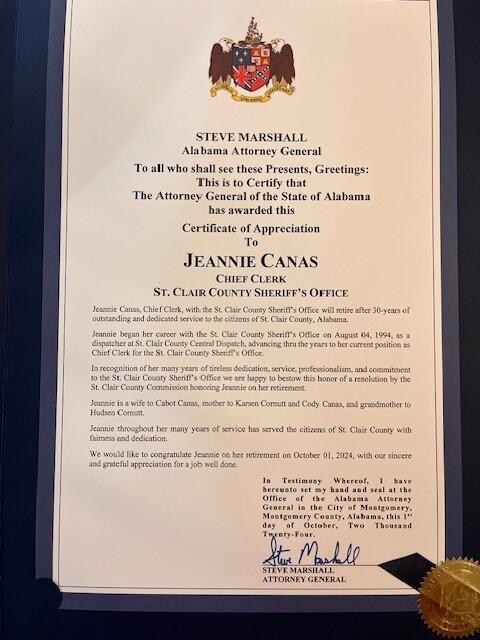 STEVE MARSHALL
Alabama Attorney General
To all who shall see these Presents, Greetings:
This is to Certify that
The Attorney General of the State of Alabama
has awarded this
Certificate of Appreciation
To
JEANNIE CANAS
CHIEF CLERK
ST. CLAIR COUNTY SHERIFF'S OFFICE
Jeannie Canas, Chief Clerk, with the St. Clair County Sheriff's Office will retire after 30-years of
outstanding and dedicated service to the citizens of St. Clair County, Alabama.
Jeannie began her career with the St. Clair County Sheriff's Office on August 04, 1994, as a
dispatcher at St. Clair County Central Dispatch, advancing thru the years to her current position as
Chief Clerk for the St. Clair County Sheriff's Office.
In recognition of her many years of tireless dedication, service, professionalism, and commitment
to the St. Clair County Sheriff's Office we are happy to bestow this honor of a resolution by the
St. Clair County Commission honoring Jeannie on her retirement.
Jeannie is a wife to Cabot Canas, mother to Karsen Cornutt and Cody Canas, and grandmother to
Hudsen Cornutt.
Jeannie throughout her many years of service has served the citizens of St. Clair County with
fairness and dedication.
We would like to congratulate Jeannie on her retirement on October 01, 2024, with our sincere
and grateful appreciation for a job well done.
In Testimony Whereof, I have
hereunto set my hand and seal at the
Office of the Alabama Attorney
General in the City of Montgomery,
Montgomery County, Alabama, this 1st
day of October, Two Thousand
Twenty-Four.
Steve Marshall
STEVE MARSHALL
ATTORNEY GENERAL